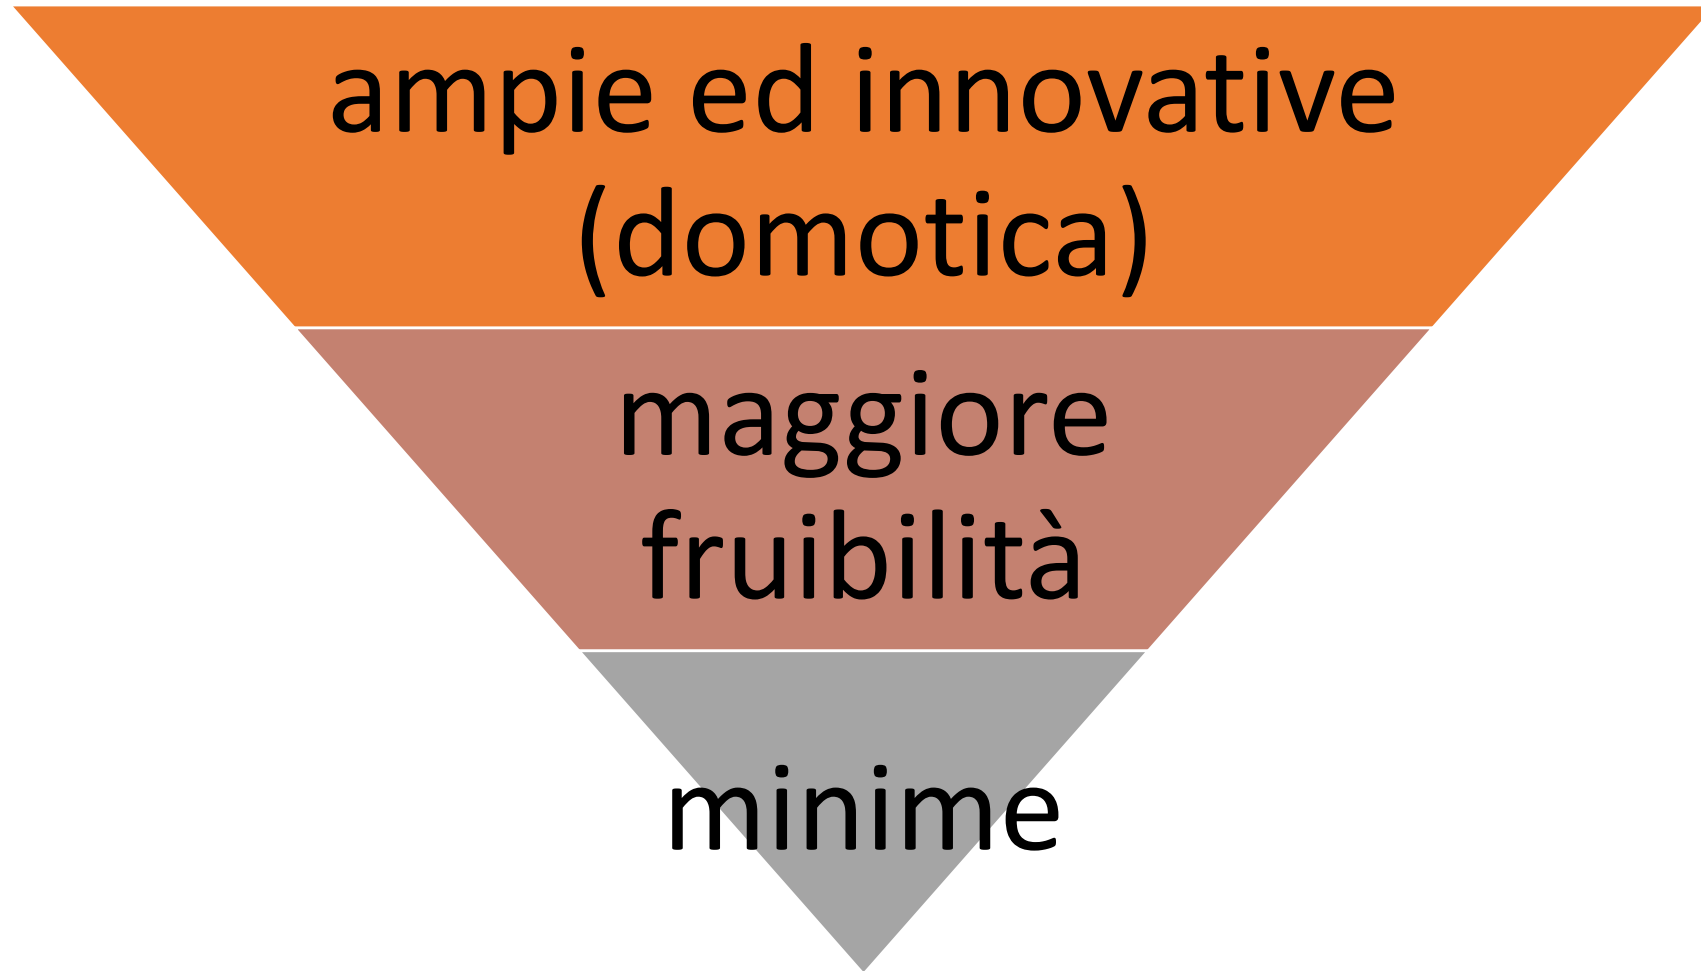 ampie ed innovative
(domotica)
maggiore
fruibilità
minime